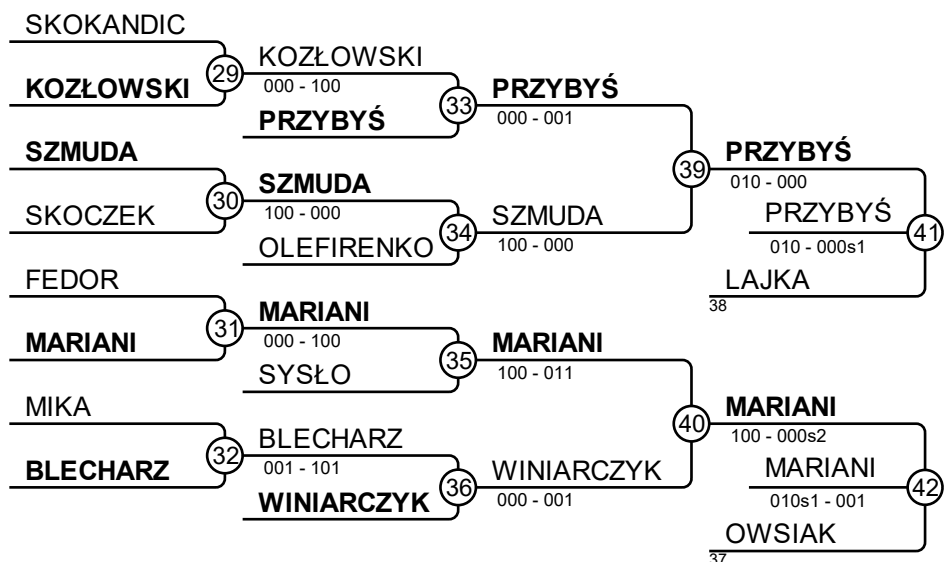 SKOKANDIC
29
KOZŁOWSKI
KOZŁOWSKI
000 - 100
33
PRZYBYŚ
PRZYBYŚ
000 - 001
SZMUDA
30
SKOCZEK
SZMUDA
100 - 000
34
OLEFIRENKO
SZMUDA
100 - 000
39
PRZYBYŚ
010 - 000
PRZYBYŚ
010 - 000s1
41
LAJKA
38
FEDOR
31
MARIANI
MARIANI
000 - 100
35
SYSŁO
MARIANI
100 - 011
MIKA
32
BLECHARZ
BLECHARZ
001 - 101
36
WINIARCZYK
WINIARCZYK
000 - 001
40
MARIANI
100 - 000s2
MARIANI
010s1 - 001
42
OWSIAK
37